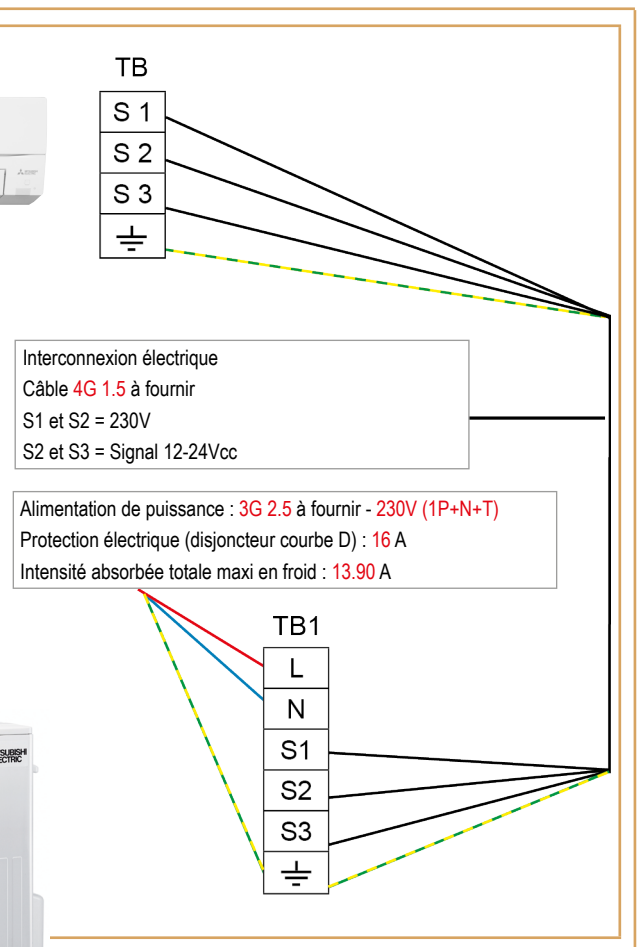 TB
S 1
S 2
S 3
Interconnexion électrique
Câble 4G 1.5 à fournir
S1 et S2 = 230V
S2 et S3 = Signal 12-24Vcc
Alimentation de puissance : 3G 2.5 à fournir - 230V (1P+N+T)
Protection électrique (disjoncteur courbe D) : 16 A
Intensité absorbée totale maxi en froid : 13.90 A
TB1
L
N
S1
S2
S3
SUBISHI
ECTRIC